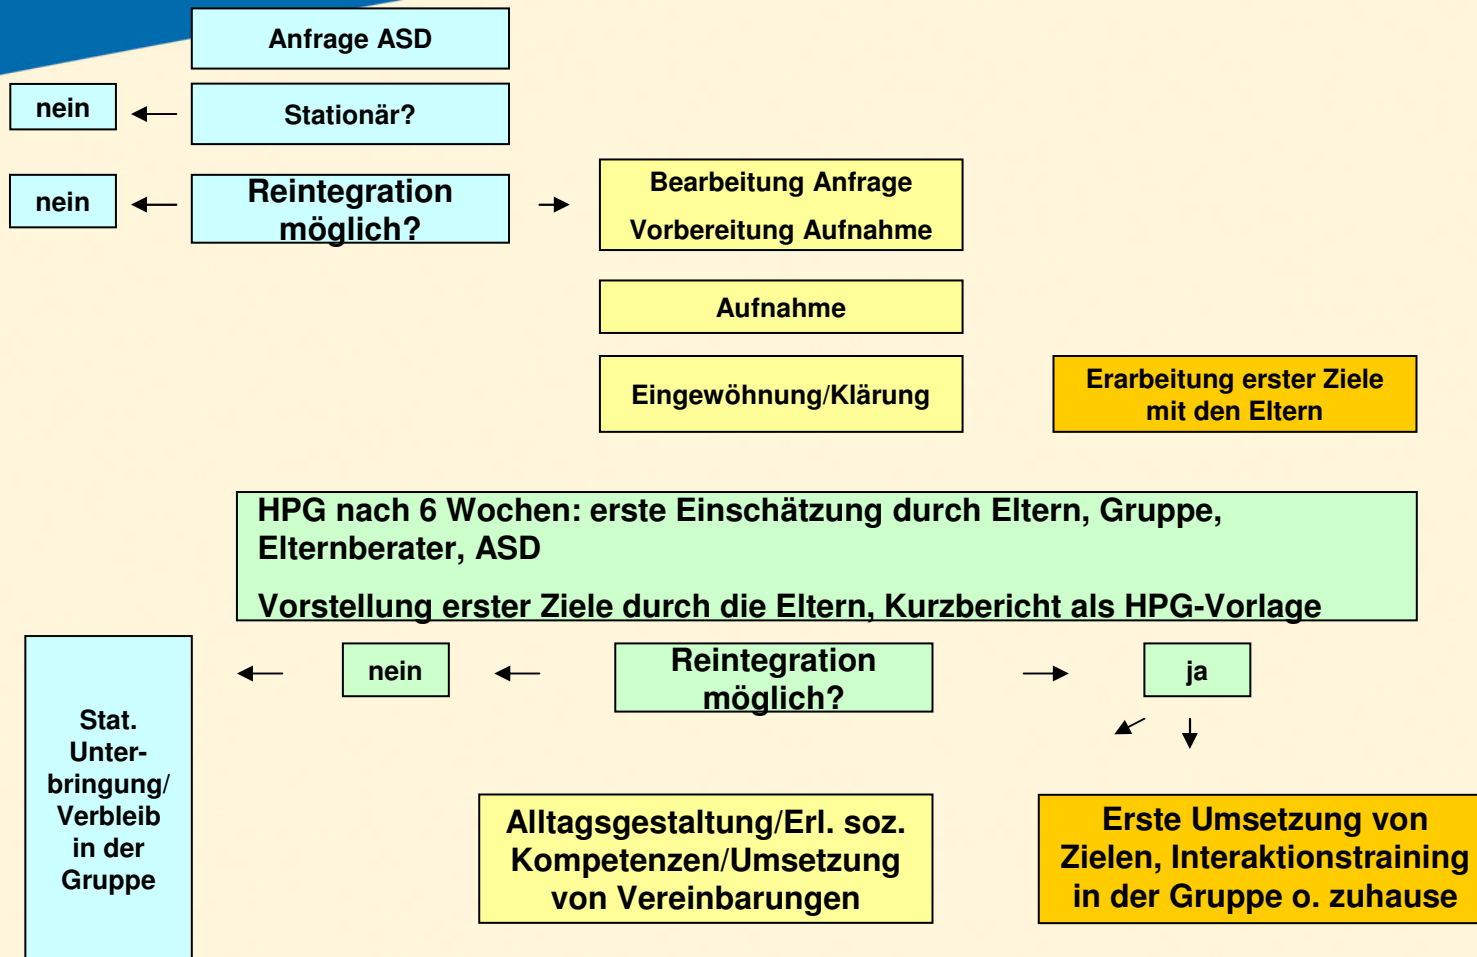 Anfrage ASD
nein
Stationär?
nein
Reintegration
möglich?
Bearbeitung Anfrage
Vorbereitung Aufnahme
Aufnahme
Eingewöhnung/Klärung
Erarbeitung erster Ziele
mit den Eltern
HPG nach 6 Wochen: erste Einschätzung durch Eltern, Gruppe,
Elternberater, ASD
Vorstellung erster Ziele durch die Eltern, Kurzbericht als HPG-Vorlage
nein
Reintegration
möglich?
ja
Stat.
Unter-
bringung/
Verbleib
in der
Gruppe
Alltagsgestaltung/Erl. soz.
Kompetenzen/Umsetzung
von Vereinbarungen
Erste Umsetzung von
Zielen, Interaktionstraining
in der Gruppe o. zuhause